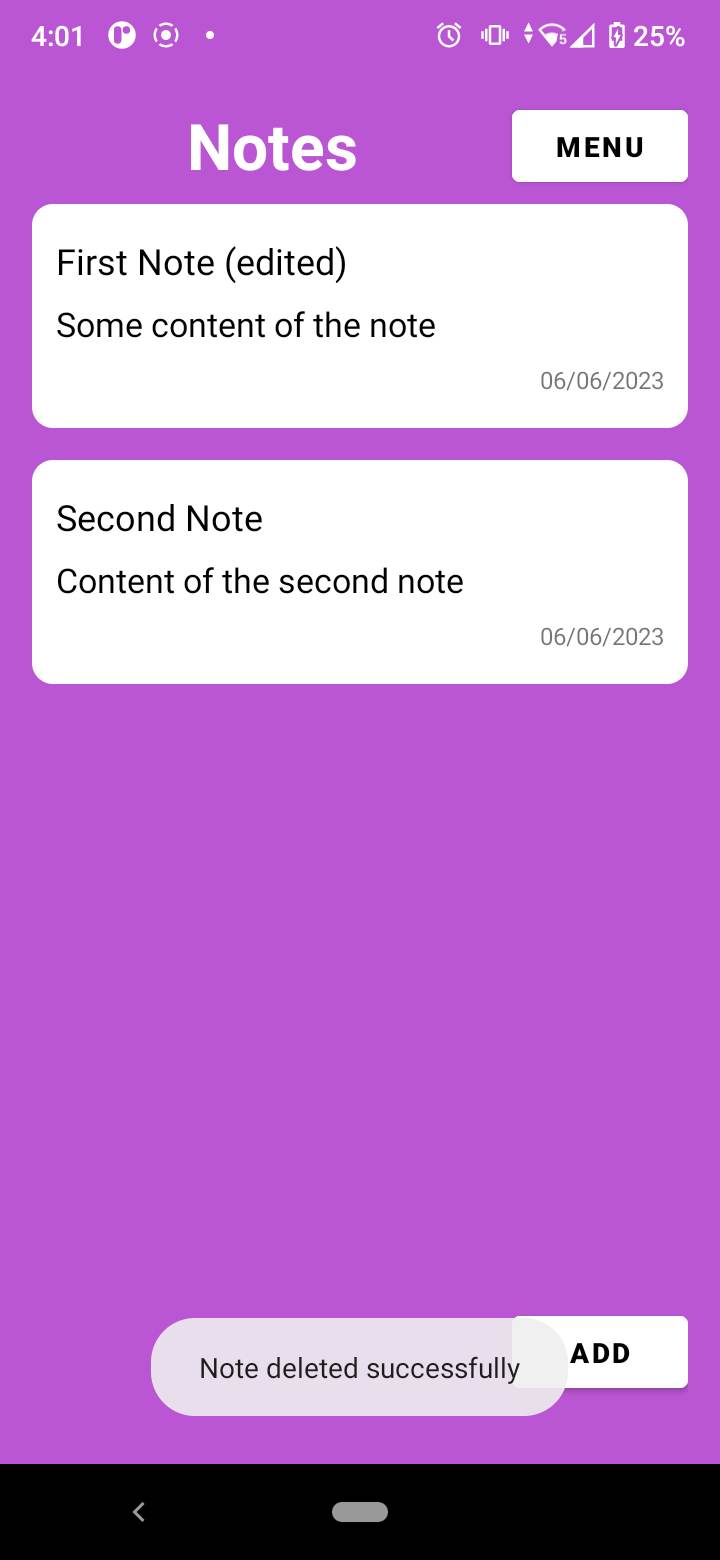 4:01 5 25%
Notes MENU
First Note (edited)
Some content of the note
06/06/2023
Second Note
Content of the second note
06/06/2023
ADD
Note deleted successfully